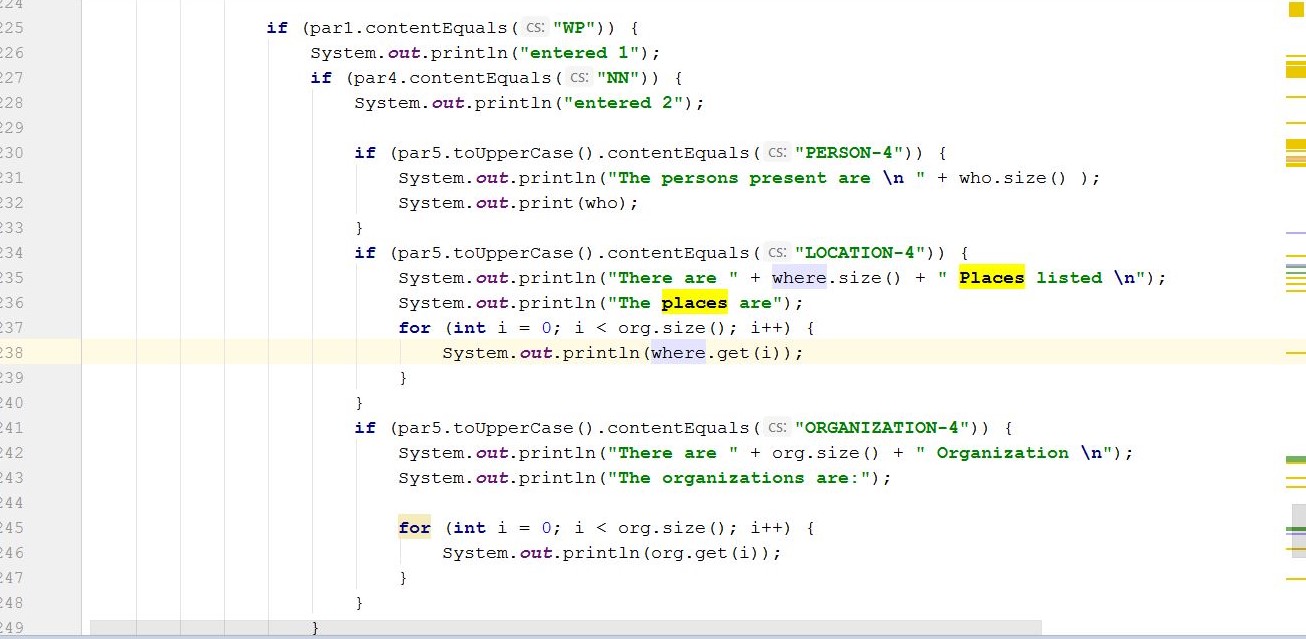 224
225 if (par1.contentEquals( cs: "WP")) {
226 System.out.println("entered 1");
227 if (par4.contentEquals( cs: "NN")) {
228 System.out.println("entered 2");
229
230 if (par5.toUpperCase().contentEquals( cs: "PERSON-4")) {
231 System.out.println("The persons present are \n " + who.size() );
232 System.out.print(who);
233 }
234 if (par5.toUpperCase().contentEquals( cs: "LOCATION-4")) {
235 System.out.println("There are " + where.size() + " Places listed \n");
236 System.out.println("The places are");
237 for (int i = 0; i < org.size(); i++) {
238 System.out.println(where.get(i));
239 }
240 }
241 if (par5.toUpperCase().contentEquals( cs: "ORGANIZATION-4")) {
242 System.out.println("There are " + org.size() + " Organization \n");
243 System.out.println("The organizations are:");
244
245 for (int i = 0; i < org.size(); i++) {
246 System.out.println(org.get(i));
247 }
248 }
249 }